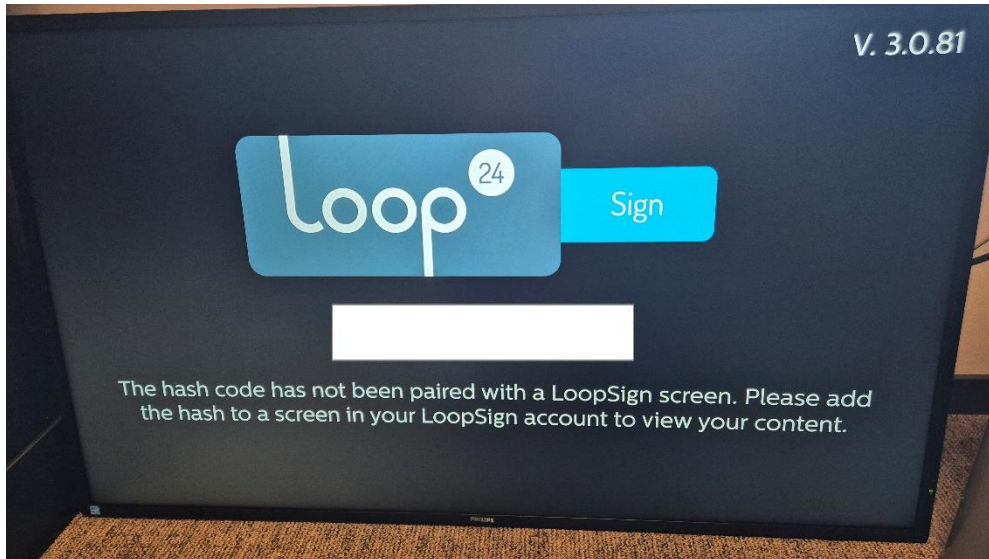 V. 3.0.81
Loop 24
Sign
The hash code has not been paired with a LoopSign screen. Please add
the hash to a screen in your LoopSign account to view your content.
PHILIPS